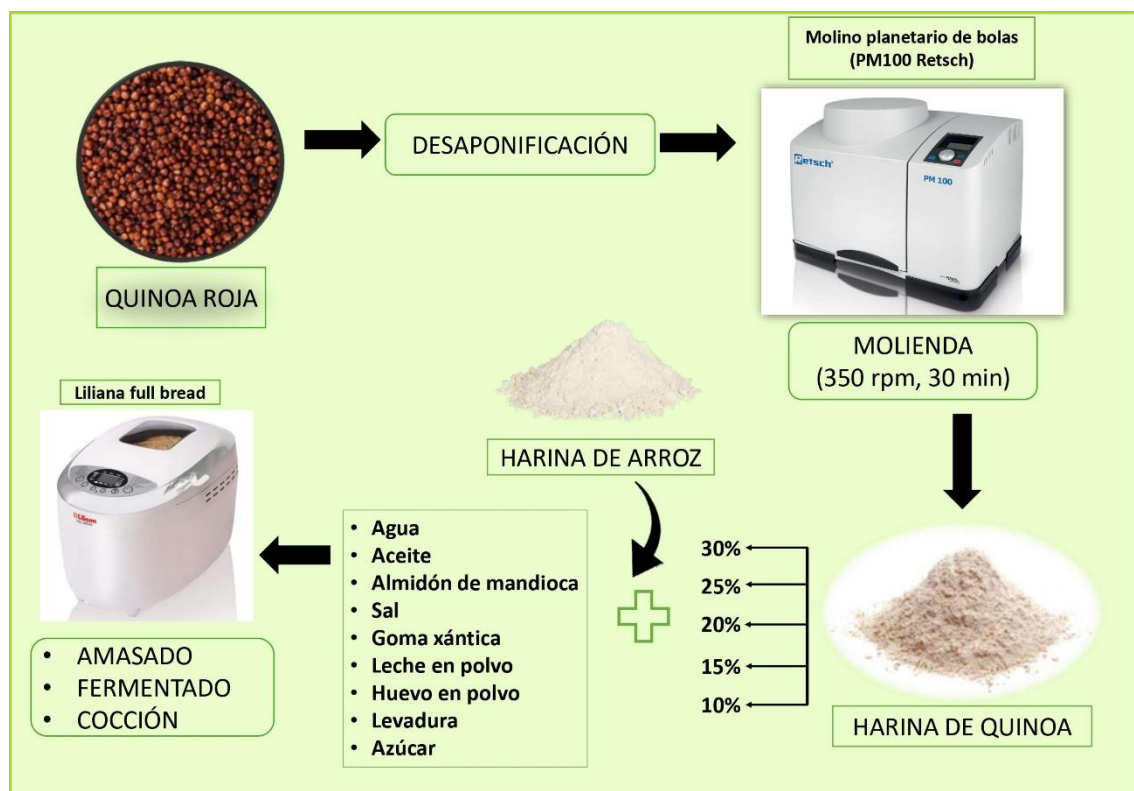 QUINOA ROJA
DESAPONIFICACIÓN
Molino planetario de bolas
(PM100 Retsch)
Retsch
PM 100
MOLIENDA
(350 rpm, 30 min)
HARINA DE QUINOA
30%
25%
20%
15%
10%
HARINA DE ARROZ
• Agua
• Aceite
• Almidón de mandioca
• Sal
• Goma xántica
• Leche en polvo
• Huevo en polvo
• Levadura
• Azúcar
Liliana full bread
Liliana
• AMASADO
• FERMENTADO
• COCCIÓN